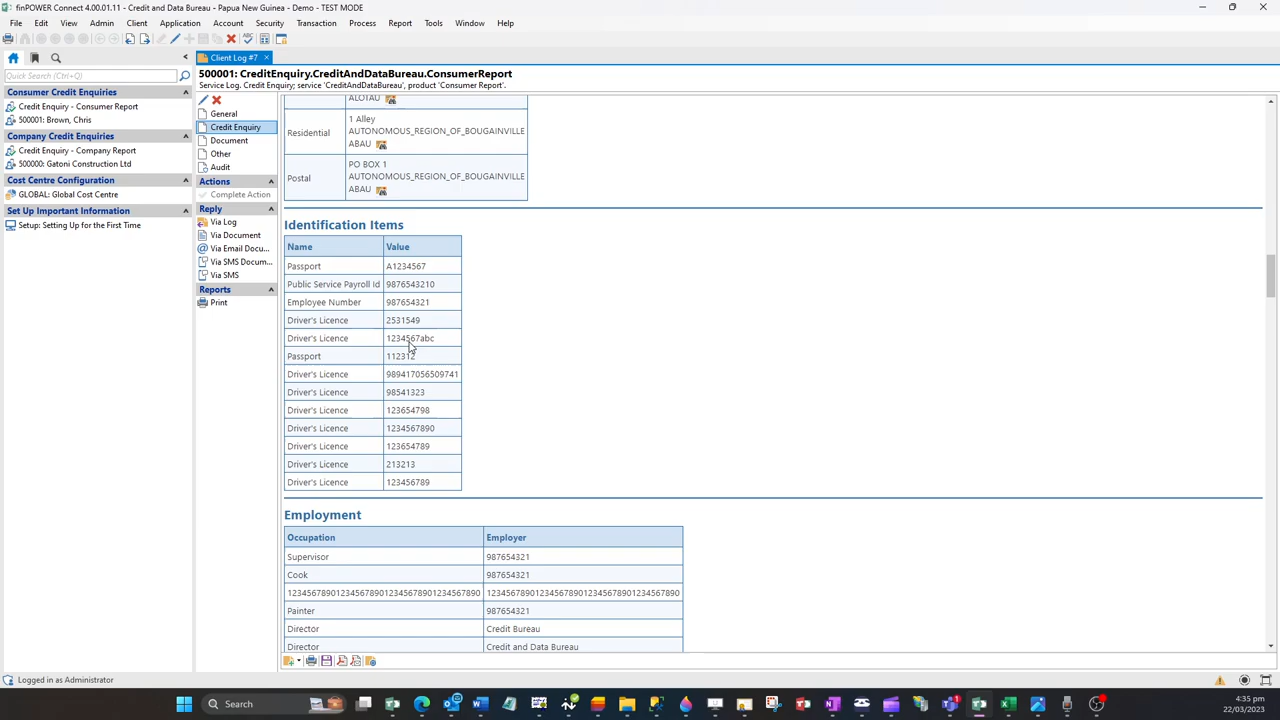 finPOWER Connect 4.00.01.11 - Credit and Data Bureau - Papua New Guinea - Demo - TEST MODE
File Edit View Admin Client Application Account Security Transaction Process Report Tools Window Help
Client Log #7
Quick Search (Ctrl+Q)
Consumer Credit Enquiries
Credit Enquiry - Consumer Report
500001: Brown, Chris
Company Credit Enquiries
Credit Enquiry - Company Report
500000: Gatoni Construction Ltd
Cost Centre Configuration
GLOBAL: Global Cost Centre
Set Up Important Information
Setup: Setting Up for the First Time
500001: CreditEnquiry.CreditAndDataBureau.ConsumerReport
Service Log. Credit Enquiry; service 'CreditAndDataBureau', product 'Consumer Report'.
General
Credit Enquiry
Document
Other
Audit
Actions
Complete Action
Reply
Via Log
Via Document
Via Email Docu...
Via SMS Docum...
Via SMS
Reports
Print
ALOTAU
Residential
1 Alley
AUTONOMOUS_REGION_OF_BOUGAINVILLE
ABAU
Postal
PO BOX 1
AUTONOMOUS_REGION_OF_BOUGAINVILLE
ABAU
Identification Items
Name Value
Passport A1234567
Public Service Payroll Id 9876543210
Employee Number 987654321
Driver's Licence 2531549
Driver's Licence 1234567abc
Passport 112312
Driver's Licence 989417056509741
Driver's Licence 98541323
Driver's Licence 123654798
Driver's Licence 1234567890
Driver's Licence 123654789
Driver's Licence 213213
Driver's Licence 123456789
Employment
Occupation Employer
Supervisor 987654321
Cook 987654321
1234567890123456789012345678901234567890 1234567890123456789012345678901234567890
Painter 987654321
Director Credit Bureau
Director Credit and Data Bureau
Logged in as Administrator
Search
4:35 pm
22/03/2023